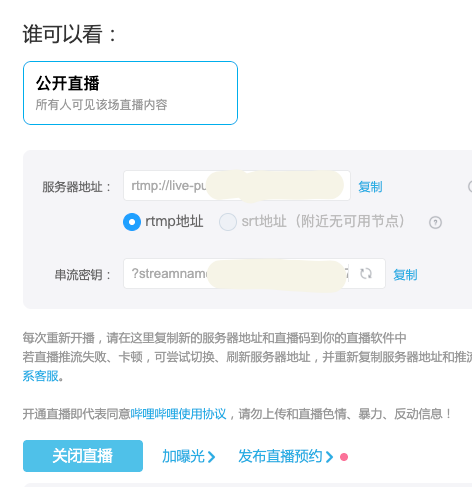 谁可以看：
公开直播
所有人可见该场直播内容
服务器地址： rtmp://live-pu 复制
rtmp地址 srt地址（附近无可用节点）
串流密钥： ?streamname 复制
每次重新开播，请在这里复制新的服务器地址和直播码到你的直播软件中
若直播推流失败、卡顿，可尝试切换、刷新服务器地址，并重新复制服务器地址和推流
系客服。
开通直播即代表同意哔哩哔哩使用协议，请勿上传和直播色情、暴力、反动信息！
关闭直播 加曝光 发布直播预约